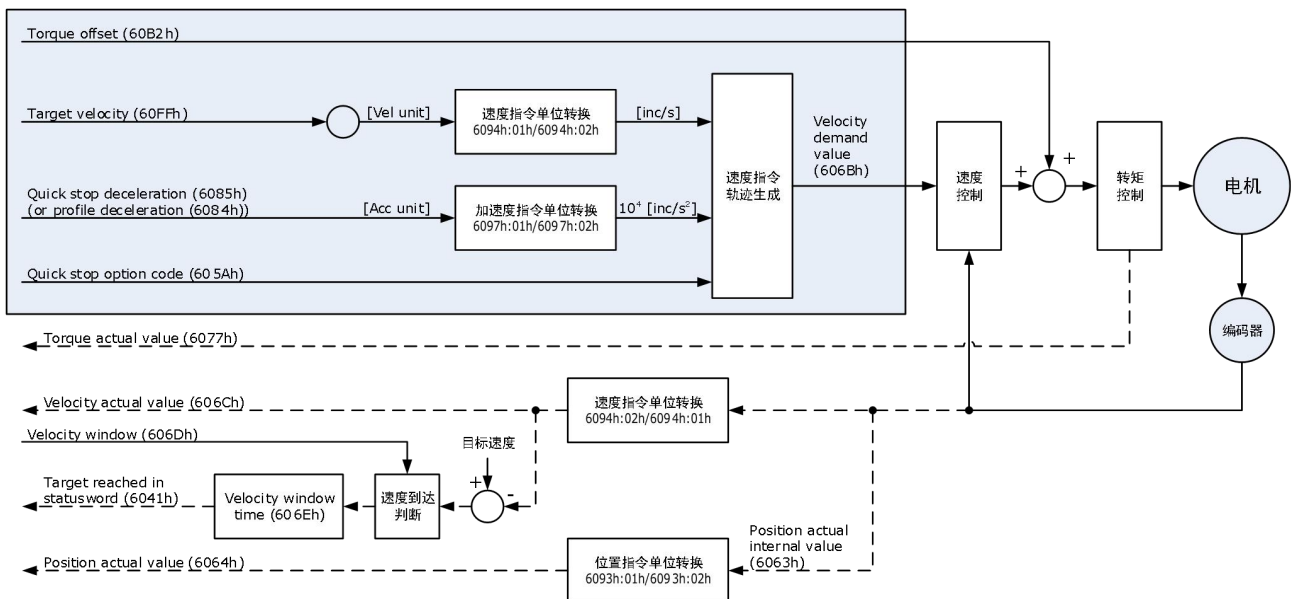 Torque offset (60B2h)
Target velocity (60FFh)
[Vel unit]
速度指令单位转换
6094h:01h/6094h:02h
[inc/s]
Quick stop deceleration (6085h)
(or profile deceleration (6084h))
[Acc unit]
加速度指令单位转换
6097h:01h/6097h:02h
10⁴ [inc/s²]
Quick stop option code (605Ah)
速度指令
轨迹生成
Velocity
demand
value
(606Bh)
速度
控制
+
+
转矩
控制
电机
编码器
Torque actual value (6077h)
Velocity actual value (606Ch)
速度指令单位转换
6094h:02h/6094h:01h
Velocity window (606Dh)
目标速度
+
-
Target reached in
statusword (6041h)
Velocity window
time (606Eh)
速度到达
判断
Position actual value (6064h)
位置指令单位转换
6093h:01h/6093h:02h
Position actual
internal value
(6063h)